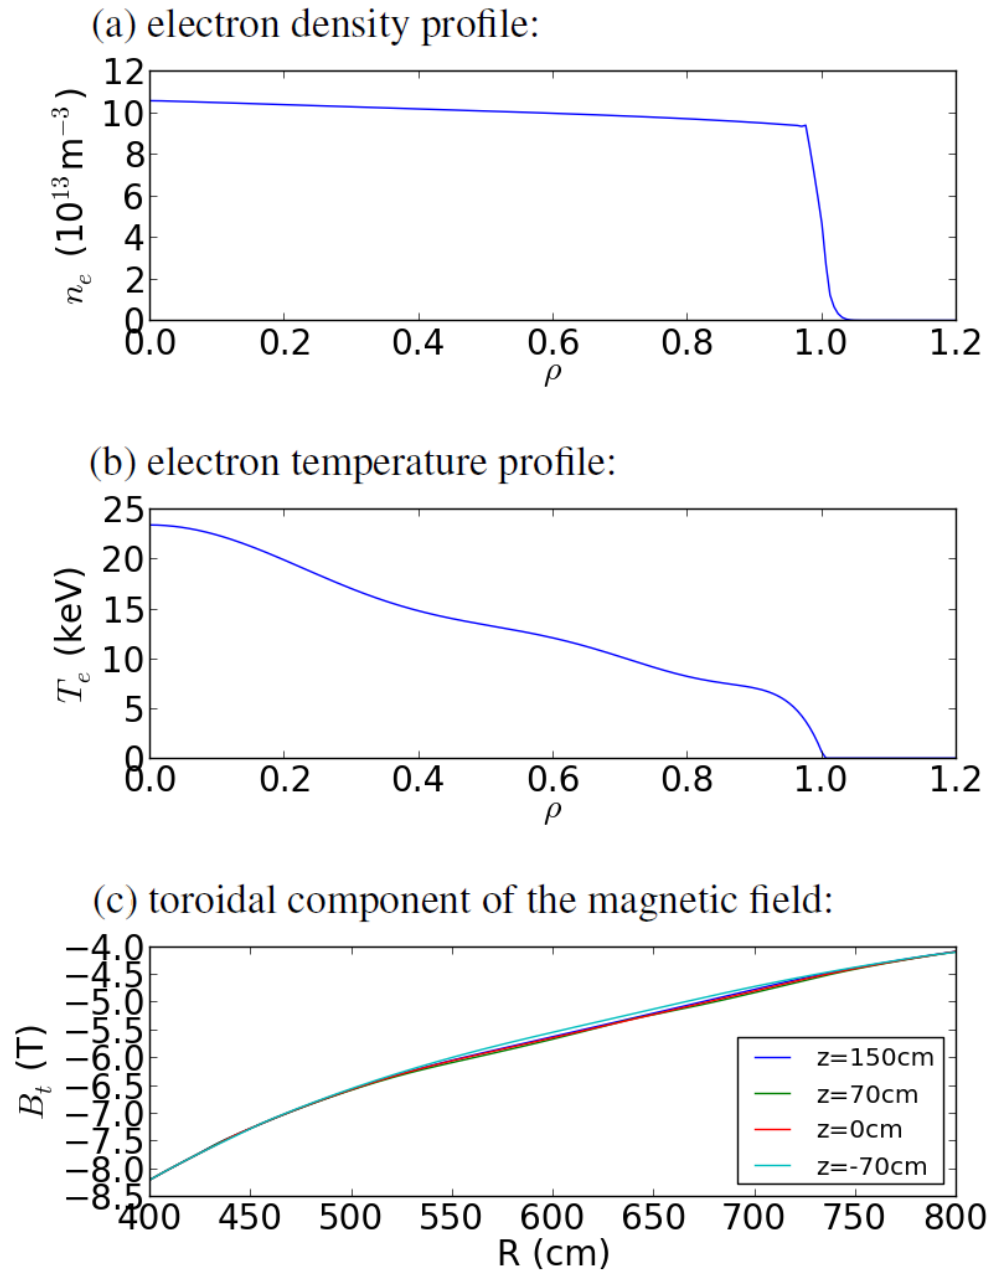 (a) electron density profile:
12
10
8
6
4
2
0
n_e (10^13 m^−3)
0.0 0.2 0.4 0.6 0.8 1.0 1.2
ρ
(b) electron temperature profile:
25
20
15
10
5
0
T_e (keV)
0.0 0.2 0.4 0.6 0.8 1.0 1.2
ρ
(c) toroidal component of the magnetic field:
−4.0
−4.5
−5.0
−5.5
−6.0
−6.5
−7.0
−7.5
−8.0
−8.5
B_t (T)
z=150cm
z=70cm
z=0cm
z=-70cm
400 450 500 550 600 650 700 750 800
R (cm)